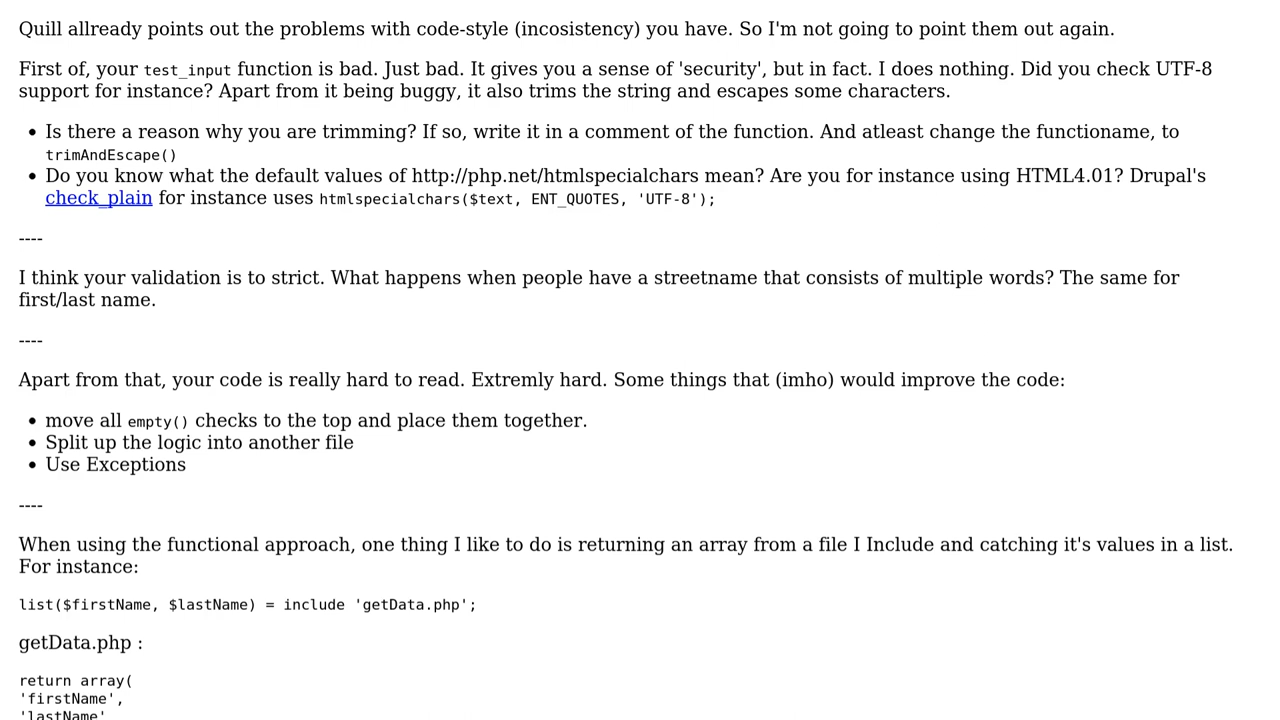 Quill allready points out the problems with code-style (incosistency) you have. So I'm not going to point them out again.
First of, your test_input function is bad. Just bad. It gives you a sense of 'security', but in fact. I does nothing. Did you check UTF-8
support for instance? Apart from it being buggy, it also trims the string and escapes some characters.
• Is there a reason why you are trimming? If so, write it in a comment of the function. And atleast change the functioname, to
trimAndEscape()
• Do you know what the default values of http://php.net/htmlspecialchars mean? Are you for instance using HTML4.01? Drupal's
check_plain for instance uses htmlspecialchars($text, ENT_QUOTES, 'UTF-8');
----
I think your validation is to strict. What happens when people have a streetname that consists of multiple words? The same for
first/last name.
----
Apart from that, your code is really hard to read. Extremly hard. Some things that (imho) would improve the code:
• move all empty() checks to the top and place them together.
• Split up the logic into another file
• Use Exceptions
----
When using the functional approach, one thing I like to do is returning an array from a file I Include and catching it's values in a list.
For instance:
list($firstName, $lastName) = include 'getData.php';
getData.php :
return array(
'firstName',
'lastName'